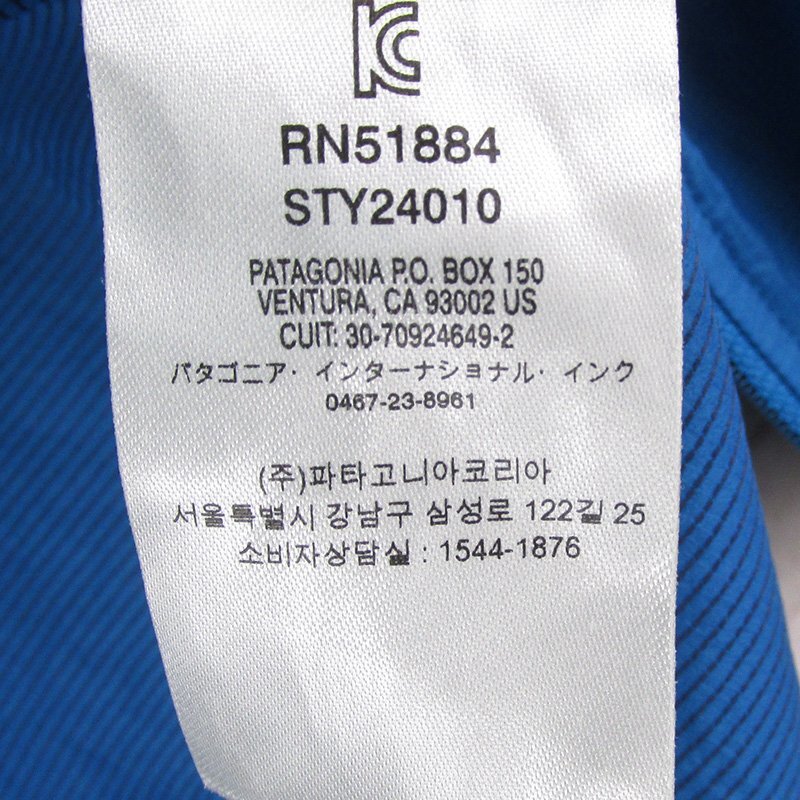 KC
RN51884
STY24010
PATAGONIA P.O. BOX 150
VENTURA, CA 93002 US
CUIT: 30-70924649-2
パタゴニア・インターナショナル・インク
0467-23-8961
(주)파타고니아코리아
서울특별시 강남구 삼성로 122길 25
소비자상담실 : 1544-1876